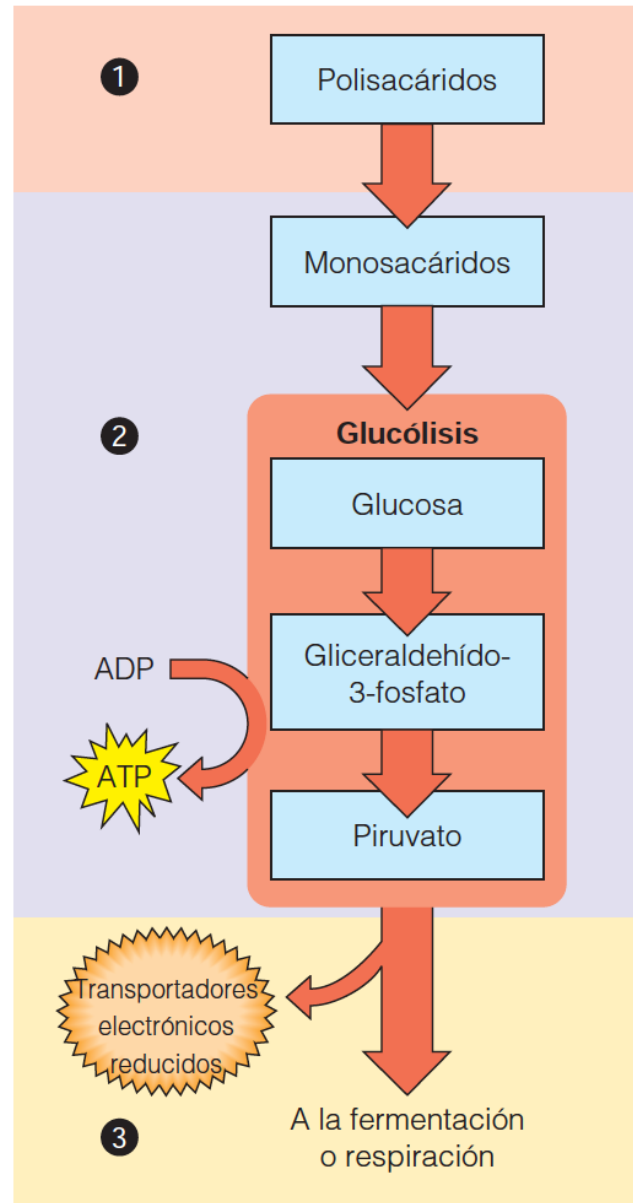 1
Polisacáridos
Monosacáridos
2
Glucólisis
Glucosa
Gliceraldehído-
3-fosfato
ADP
ATP
Piruvato
Transportadores
electrónicos
reducidos
3
A la fermentación
o respiración